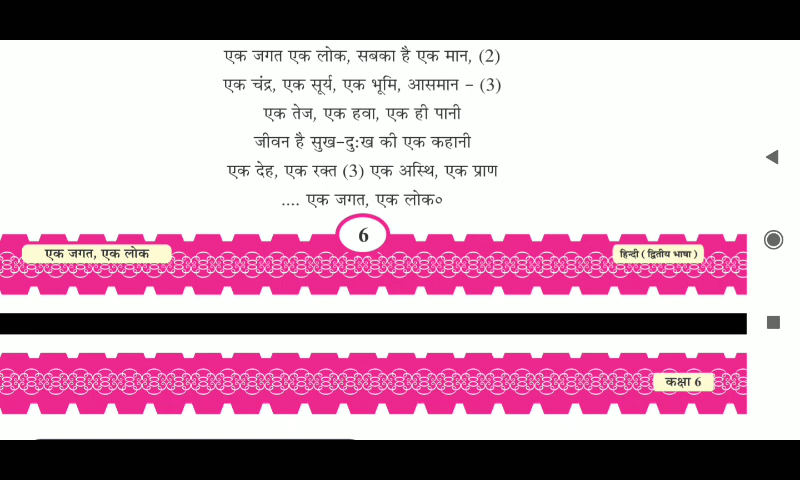 एक जगत एक लोक, सबका है एक मान, (2)
एक चंद्र, एक सूर्य, एक भूमि, आसमान – (3)
एक तेज, एक हवा, एक ही पानी
जीवन है सुख-दुःख की एक कहानी
एक देह, एक रक्त (3) एक अस्थि, एक प्राण
.... एक जगत, एक लोक०
6
एक जगत, एक लोक
हिन्दी ( द्वितीय भाषा )
कक्षा 6